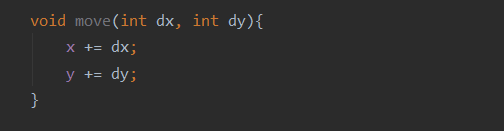 void move(int dx, int dy){
x += dx;
y += dy;
}